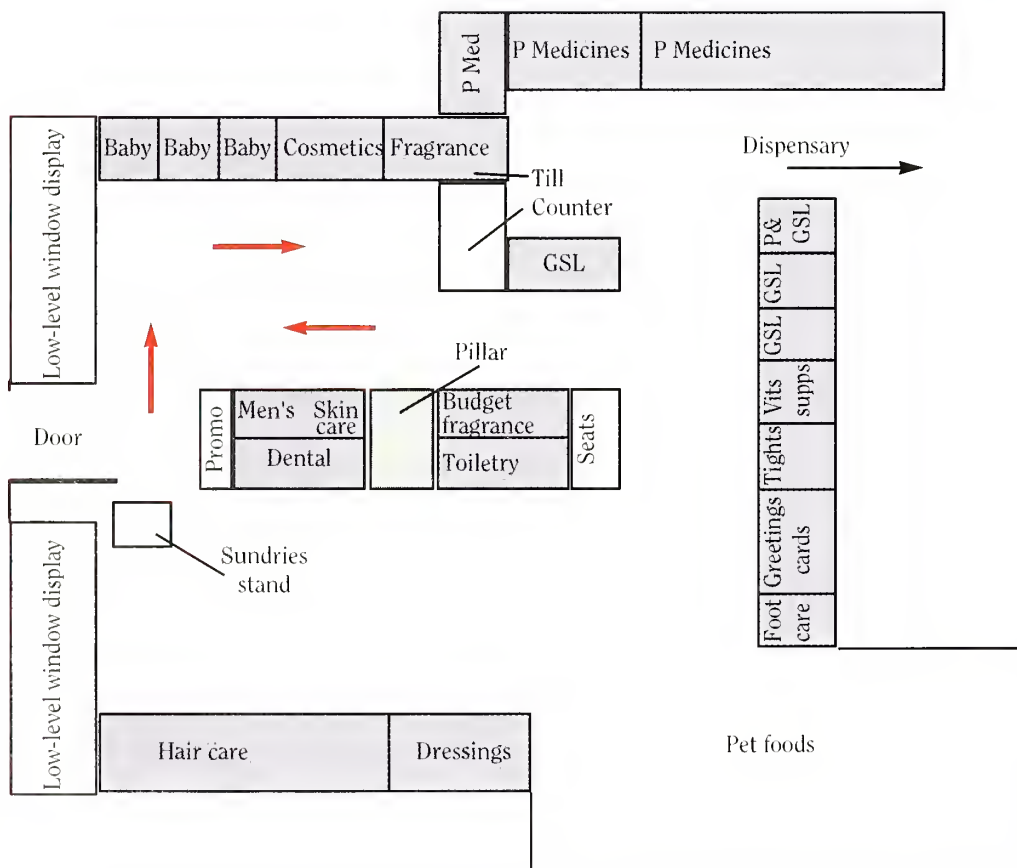 P Med
P Medicines
P Medicines
Low-level window display
Baby
Baby
Baby
Cosmetics
Fragrance
Dispensary
Till
Counter
GSL
P&
GSL
GSL
GSL
Vits
supps
Tights
Greetings
cards
Foot
care
Pillar
Door
Promo
Men's Skin
care
Dental
Budget
fragrance
Toiletry
Seats
Sundries
stand
Low-level window display
Hair care
Dressings
Pet foods